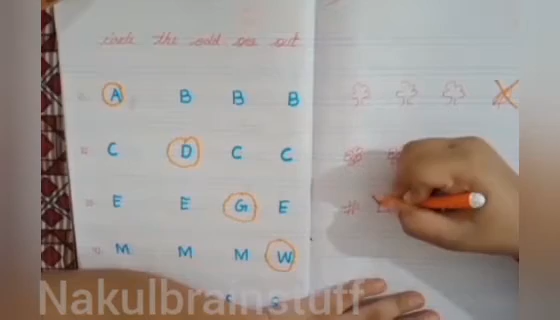 circle the odd one out
A B B B
C D C C
E E G E
M M M W
S S
Nakulbrainstuff